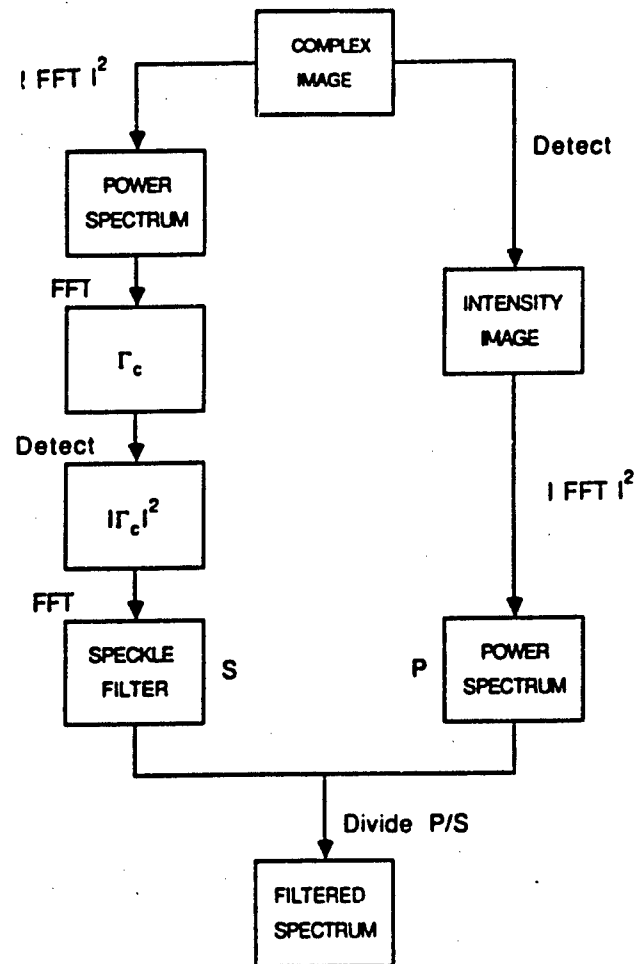 COMPLEX
IMAGE
| FFT |²
Detect
POWER
SPECTRUM
FFT
Γc
INTENSITY
IMAGE
Detect
|Γc|²
| FFT |²
FFT
SPECKLE
FILTER
S
P
POWER
SPECTRUM
Divide P/S
FILTERED
SPECTRUM